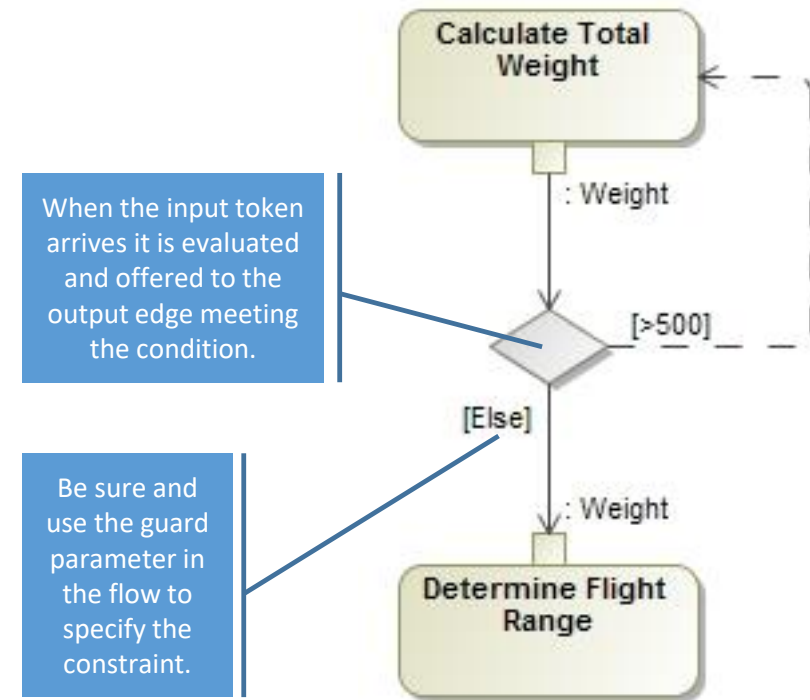 Calculate Total
Weight
: Weight
When the input token
arrives it is evaluated
and offered to the
output edge meeting
the condition.
[>500]
[Else]
Be sure and
use the guard
parameter in
the flow to
specify the
constraint.
: Weight
Determine Flight
Range